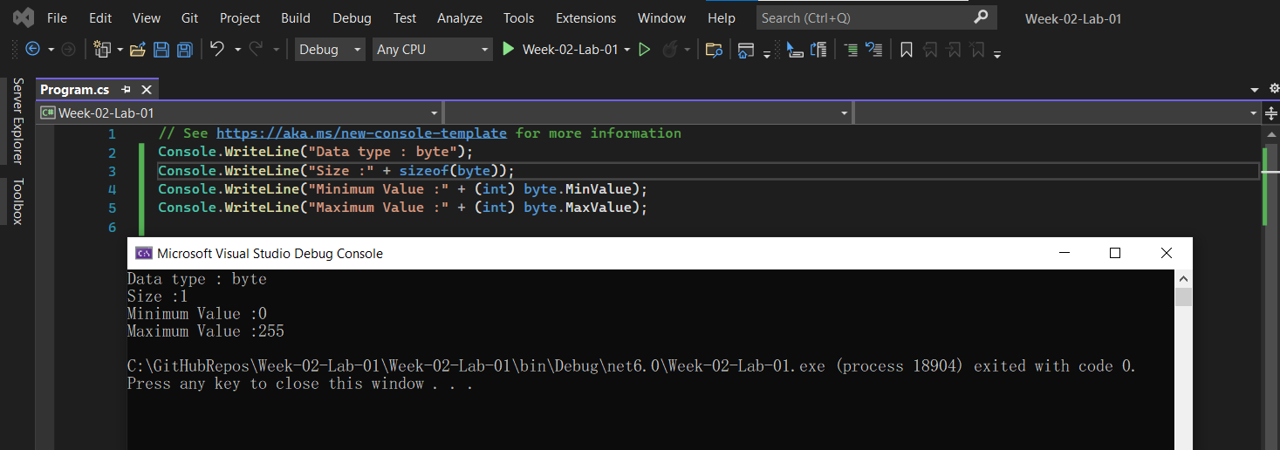 File Edit View Git Project Build Debug Test Analyze Tools Extensions Window Help Search (Ctrl+Q) Week-02-Lab-01
Debug Any CPU Week-02-Lab-01
Server Explorer
Toolbox
Program.cs
C# Week-02-Lab-01
1 // See https://aka.ms/new-console-template for more information
2 Console.WriteLine("Data type : byte");
3 Console.WriteLine("Size :" + sizeof(byte));
4 Console.WriteLine("Minimum Value :" + (int) byte.MinValue);
5 Console.WriteLine("Maximum Value :" + (int) byte.MaxValue);
6
C:\ Microsoft Visual Studio Debug Console
Data type : byte
Size :1
Minimum Value :0
Maximum Value :255
C:\GitHubRepos\Week-02-Lab-01\Week-02-Lab-01\bin\Debug\net6.0\Week-02-Lab-01.exe (process 18904) exited with code 0.
Press any key to close this window . . .